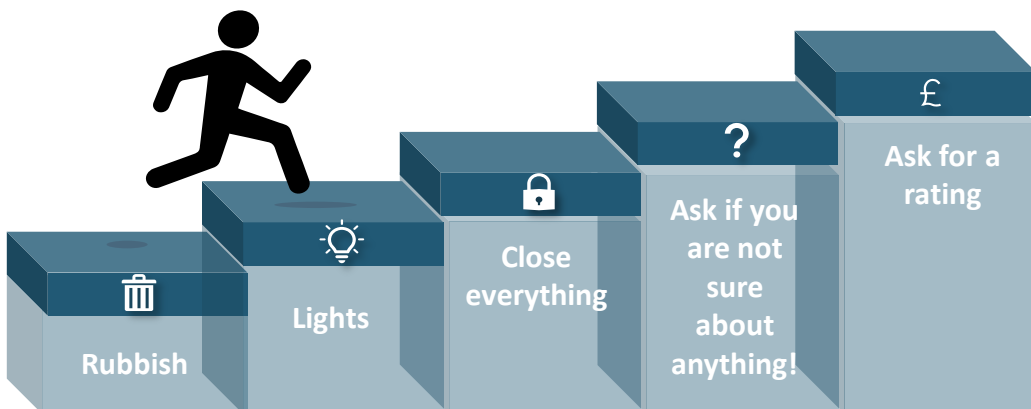 Rubbish
Lights
Close
everything
?
Ask if you
are not
sure
about
anything!
£
Ask for a
rating